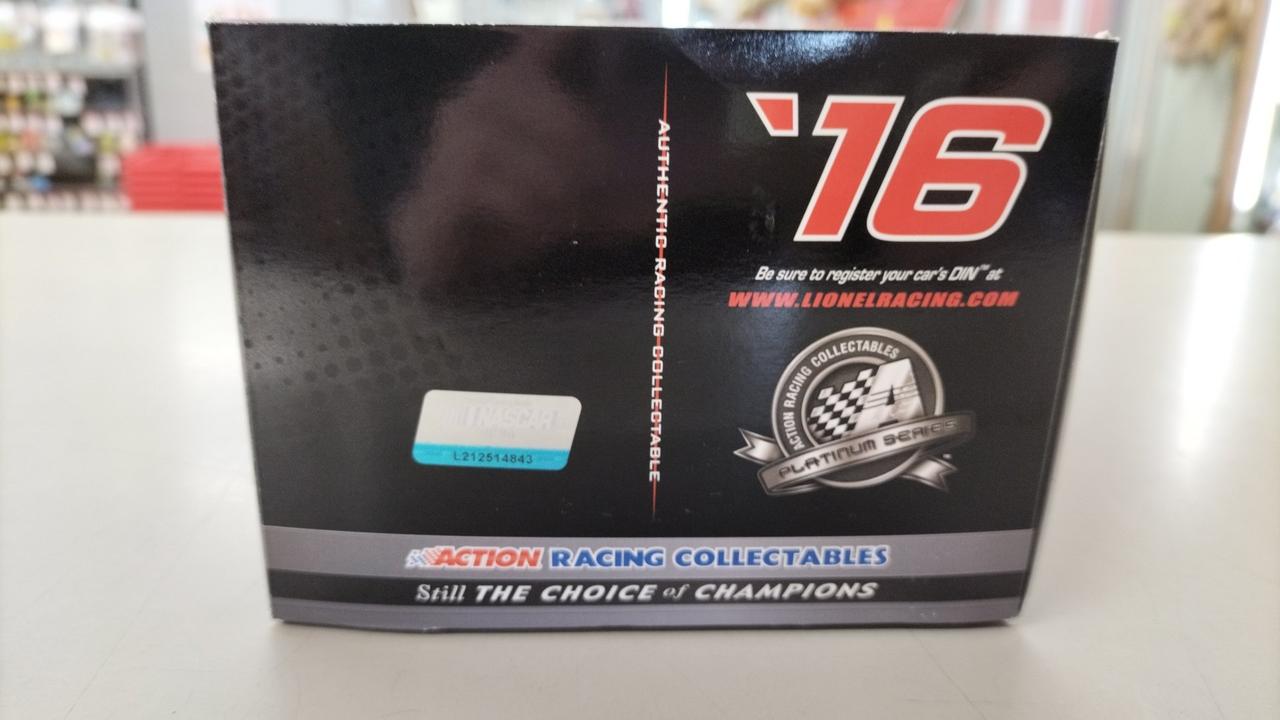 '16
Be sure to register your car's DIN™ at
WWW.LIONELRACING.COM
AUTHENTIC RACING COLLECTABLE
ACTION RACING COLLECTABLES
A
PLATINUM SERIES
NASCAR
L212514843
ACTION RACING COLLECTABLES
Still THE CHOICE of CHAMPIONS